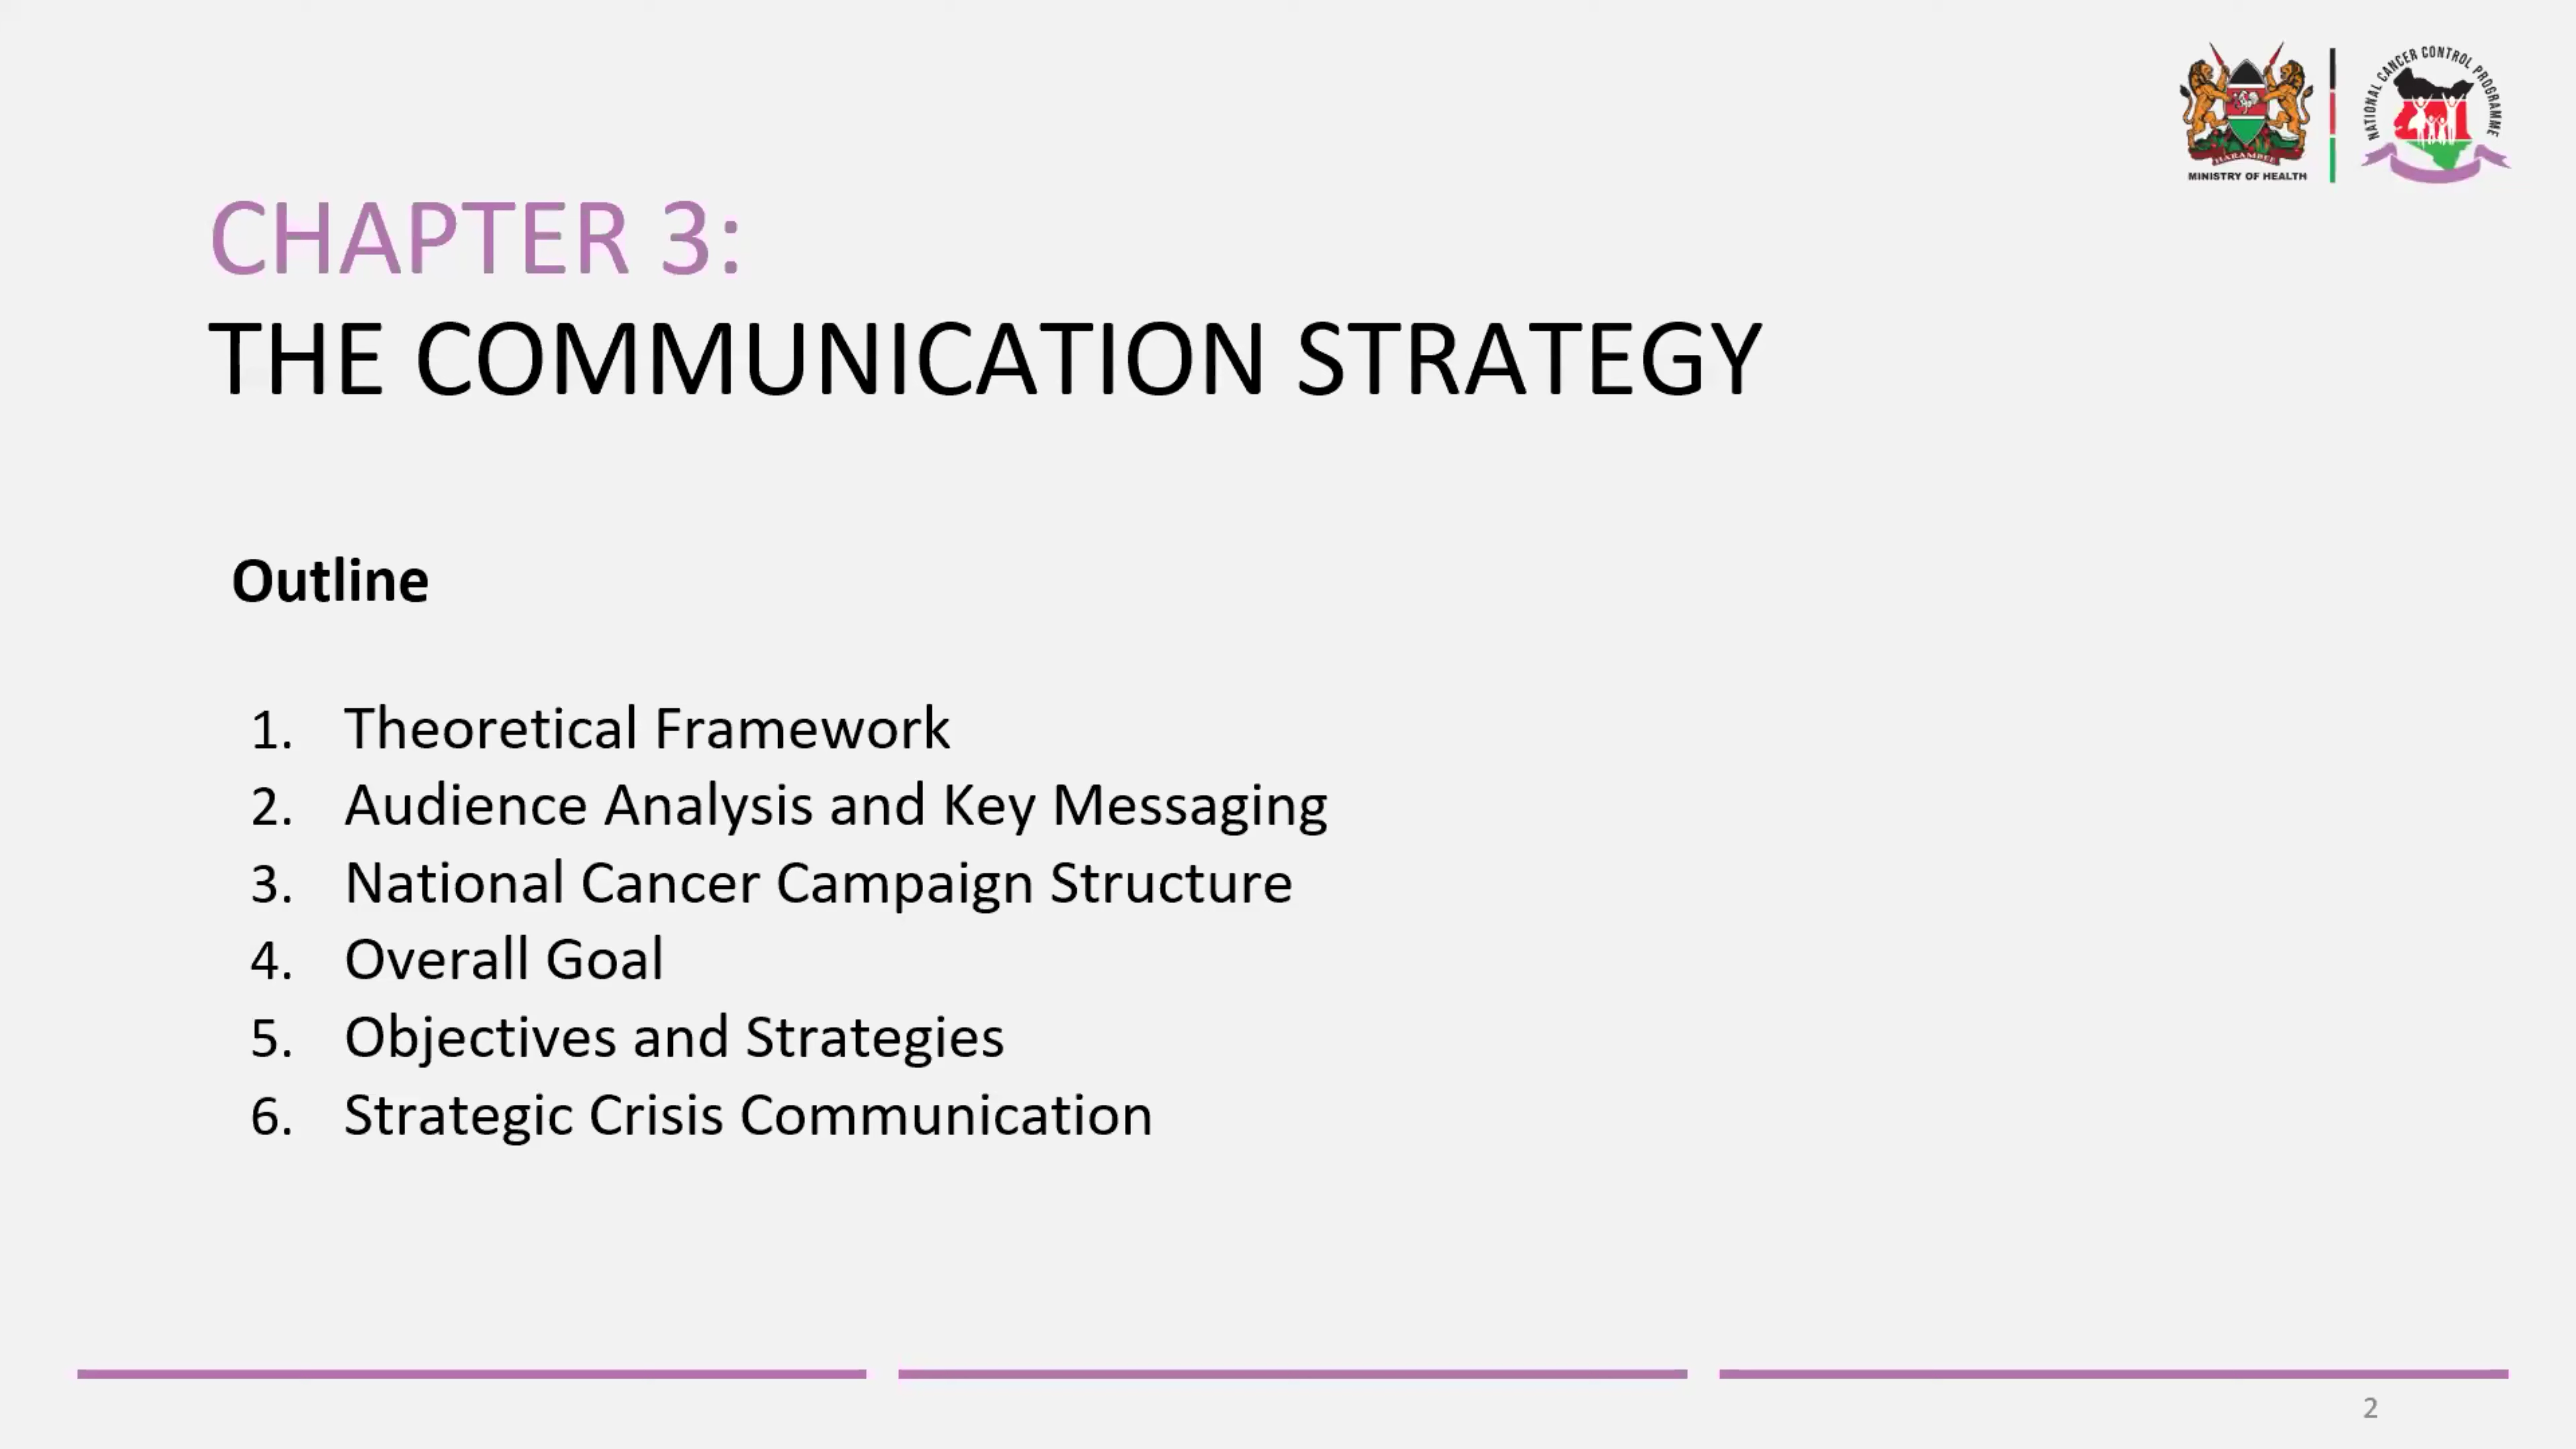 NATIONAL CANCER CONTROL PROGRAMME
HARAMBEE
MINISTRY OF HEALTH
CHAPTER 3:
THE COMMUNICATION STRATEGY
Outline
1. Theoretical Framework
2. Audience Analysis and Key Messaging
3. National Cancer Campaign Structure
4. Overall Goal
5. Objectives and Strategies
6. Strategic Crisis Communication
2